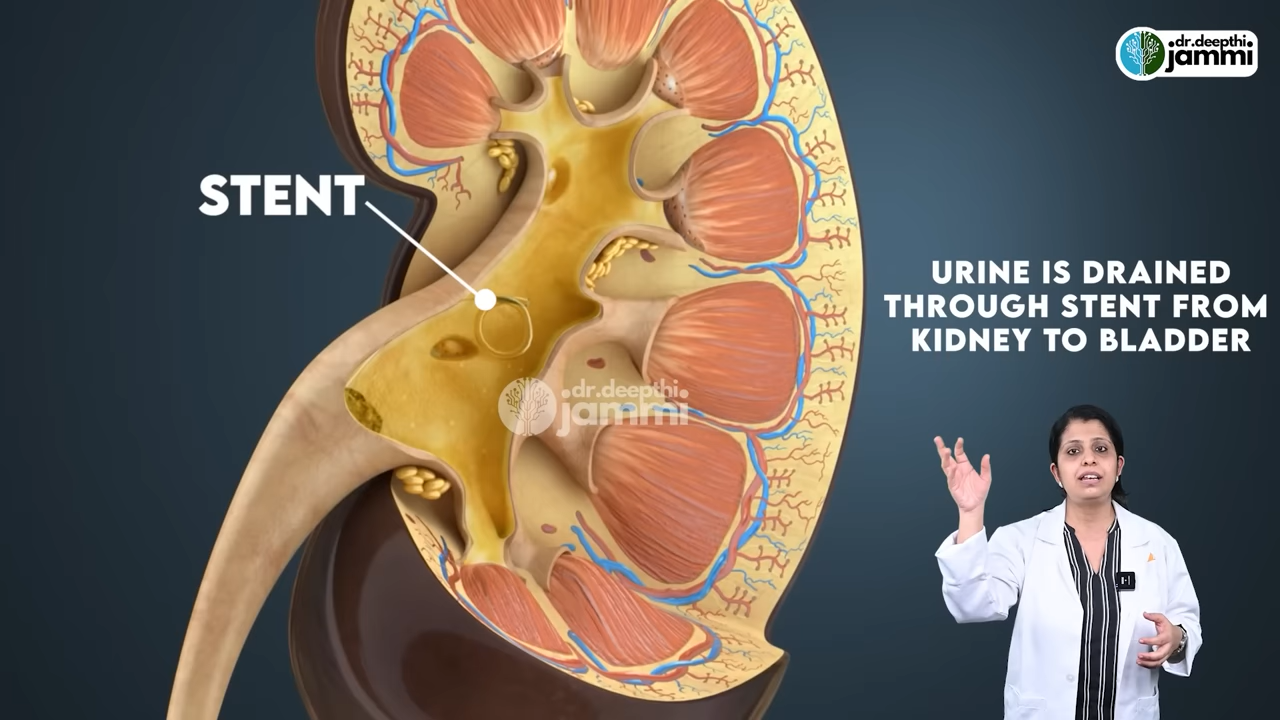 dr.deepthi
jammi
STENT
URINE IS DRAINED
THROUGH STENT FROM
KIDNEY TO BLADDER
dr.deepthi
jammi